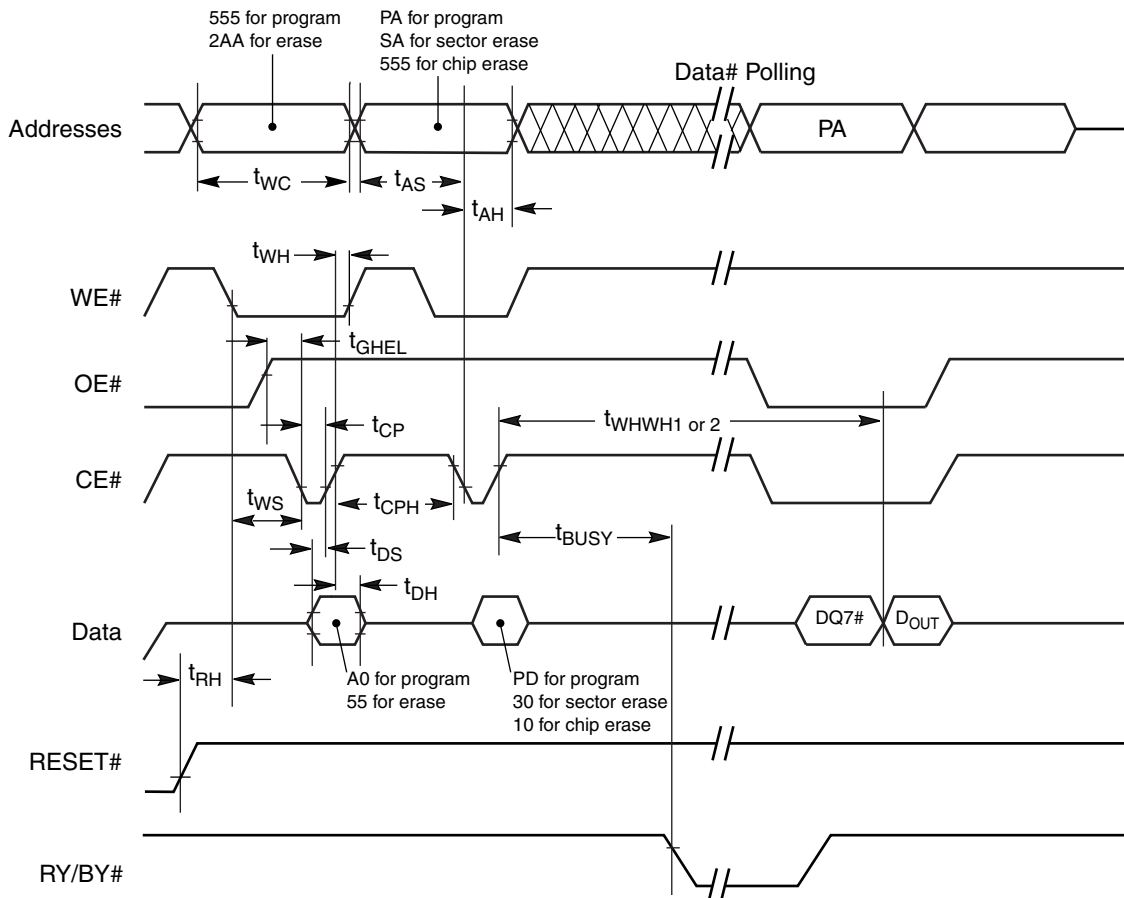 555 for program
2AA for erase
PA for program
SA for sector erase
555 for chip erase
Data# Polling
Addresses
PA
tWC
tAS
tAH
tWH
WE#
tGHEL
OE#
tWHWH1 or 2
tCP
CE#
tWS
tCPH
tBUSY
tDS
tDH
Data
DQ7#
DOUT
tRH
A0 for program
55 for erase
PD for program
30 for sector erase
10 for chip erase
RESET#
RY/BY#